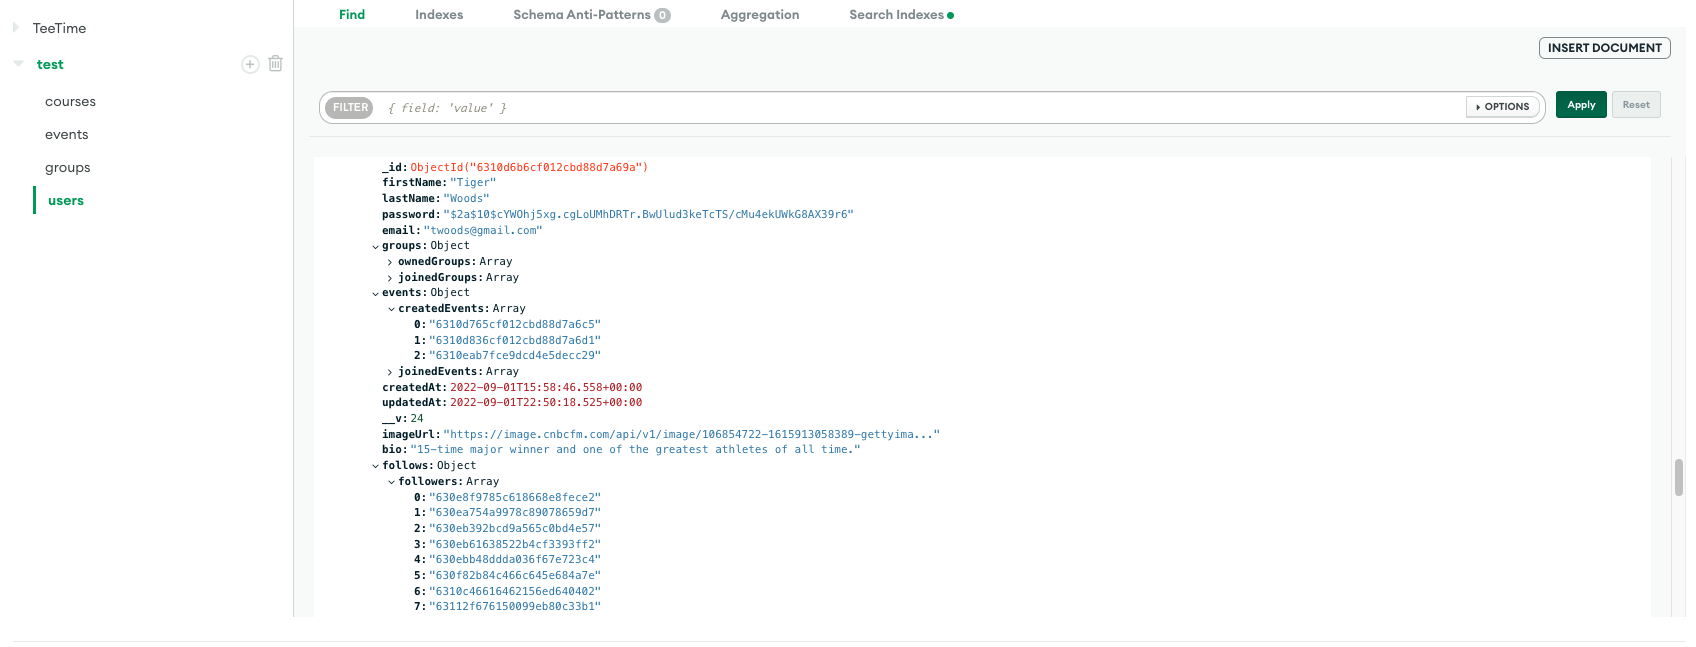 TeeTime
test
courses
events
groups
users
Find Indexes Schema Anti-Patterns 0 Aggregation Search Indexes
INSERT DOCUMENT
FILTER { field: 'value' } OPTIONS Apply Reset
_id: ObjectId("6310d6b6cf012cbd88d7a69a")
firstName: "Tiger"
lastName: "Woods"
password: "$2a$10$cYWOhj5xg.cgLoUMhDRTr.BwUlud3keTcTS/cMu4ekUWkG8AX39r6"
email: "twoods@gmail.com"
groups: Object
ownedGroups: Array
joinedGroups: Array
events: Object
createdEvents: Array
0: "6310d765cf012cbd88d7a6c5"
1: "6310d836cf012cbd88d7a6d1"
2: "6310eab7fce9dcd4e5decc29"
joinedEvents: Array
createdAt: 2022-09-01T15:58:46.558+00:00
updatedAt: 2022-09-01T22:50:18.525+00:00
__v: 24
imageUrl: "https://image.cnbcfm.com/api/v1/image/106854722-1615913058389-gettyima..."
bio: "15-time major winner and one of the greatest athletes of all time."
follows: Object
followers: Array
0: "630e8f9785c618668e8fece2"
1: "630ea754a9978c89078659d7"
2: "630eb392bcd9a565c0bd4e57"
3: "630eb61638522b4cf3393ff2"
4: "630ebb48ddda036f67e723c4"
5: "630f82b84c466c645e684a7e"
6: "6310c46616462156ed640402"
7: "63112f676150099eb80c33b1"